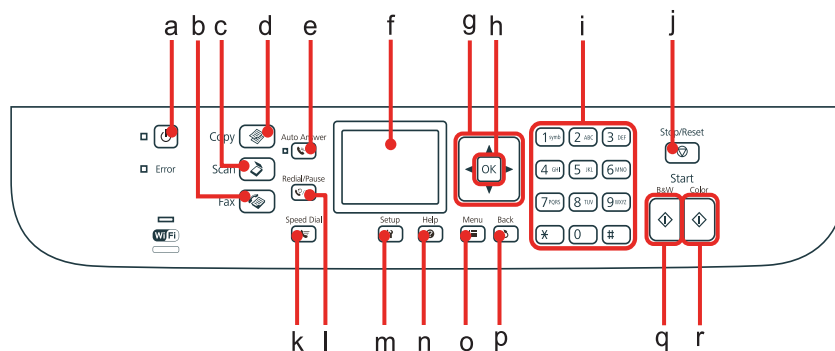 a b c d e f g h i j
Copy
Auto Answer
Scan
Error
Redial/Pause
Fax
WiFi
Speed Dial
Setup Help Menu Back
OK
1 symb 2 ABC 3 DEF
4 GHI 5 JKL 6 MNO
7 PQRS 8 TUV 9 WXYZ
* 0 #
Stop/Reset
Start
B&W Color
k l m n o p q r